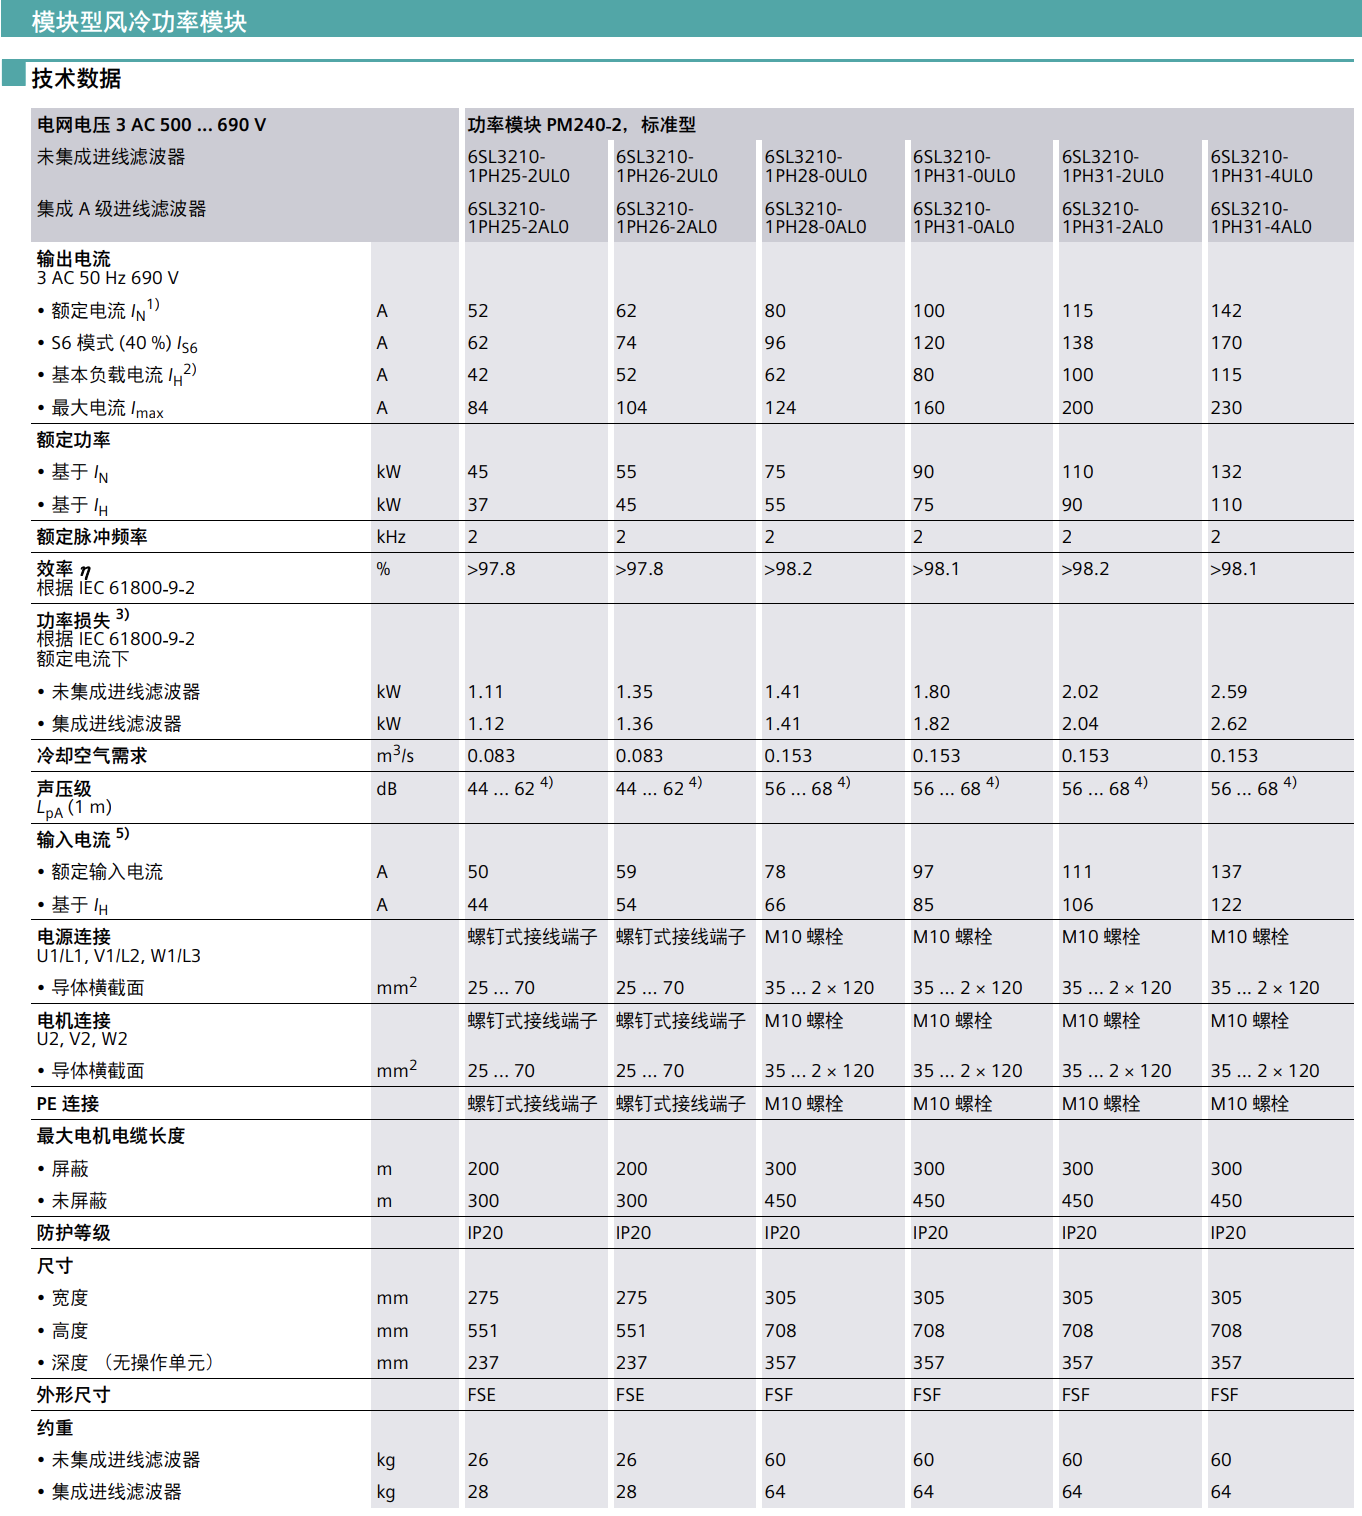 模块型风冷功率模块
技术数据
电网电压 3 AC 500 ... 690 V 功率模块 PM240-2，标准型
未集成进线滤波器 6SL3210- 6SL3210- 6SL3210- 6SL3210- 6SL3210- 6SL3210-
1PH25-2UL0 1PH26-2UL0 1PH28-0UL0 1PH31-0UL0 1PH31-2UL0 1PH31-4UL0
集成 A 级进线滤波器 6SL3210- 6SL3210- 6SL3210- 6SL3210- 6SL3210- 6SL3210-
1PH25-2AL0 1PH26-2AL0 1PH28-0AL0 1PH31-0AL0 1PH31-2AL0 1PH31-4AL0
输出电流
3 AC 50 Hz 690 V
• 额定电流 IN1) A 52 62 80 100 115 142
• S6 模式 (40 %) IS6 A 62 74 96 120 138 170
• 基本负载电流 IH2) A 42 52 62 80 100 115
• 最大电流 Imax A 84 104 124 160 200 230
额定功率
• 基于 IN kW 45 55 75 90 110 132
• 基于 IH kW 37 45 55 75 90 110
额定脉冲频率 kHz 2 2 2 2 2 2
效率 η % >97.8 >97.8 >98.2 >98.1 >98.2 >98.1
根据 IEC 61800-9-2
功率损失 3)
根据 IEC 61800-9-2
额定电流下
• 未集成进线滤波器 kW 1.11 1.35 1.41 1.80 2.02 2.59
• 集成进线滤波器 kW 1.12 1.36 1.41 1.82 2.04 2.62
冷却空气需求 m3/s 0.083 0.083 0.153 0.153 0.153 0.153
声压级 dB 44 ... 62 4) 44 ... 62 4) 56 ... 68 4) 56 ... 68 4) 56 ... 68 4) 56 ... 68 4)
LpA (1 m)
输入电流 5)
• 额定输入电流 A 50 59 78 97 111 137
• 基于 IH A 44 54 66 85 106 122
电源连接 螺钉式接线端子 螺钉式接线端子 M10 螺栓 M10 螺栓 M10 螺栓 M10 螺栓
U1/L1, V1/L2, W1/L3
• 导体横截面 mm2 25 ... 70 25 ... 70 35 ... 2 × 120 35 ... 2 × 120 35 ... 2 × 120 35 ... 2 × 120
电机连接 螺钉式接线端子 螺钉式接线端子 M10 螺栓 M10 螺栓 M10 螺栓 M10 螺栓
U2, V2, W2
• 导体横截面 mm2 25 ... 70 25 ... 70 35 ... 2 × 120 35 ... 2 × 120 35 ... 2 × 120 35 ... 2 × 120
PE 连接 螺钉式接线端子 螺钉式接线端子 M10 螺栓 M10 螺栓 M10 螺栓 M10 螺栓
最大电机电缆长度
• 屏蔽 m 200 200 300 300 300 300
• 未屏蔽 m 300 300 450 450 450 450
防护等级 IP20 IP20 IP20 IP20 IP20 IP20
尺寸
• 宽度 mm 275 275 305 305 305 305
• 高度 mm 551 551 708 708 708 708
• 深度 （无操作单元） mm 237 237 357 357 357 357
外形尺寸 FSE FSE FSF FSF FSF FSF
约重
• 未集成进线滤波器 kg 26 26 60 60 60 60
• 集成进线滤波器 kg 28 28 64 64 64 64